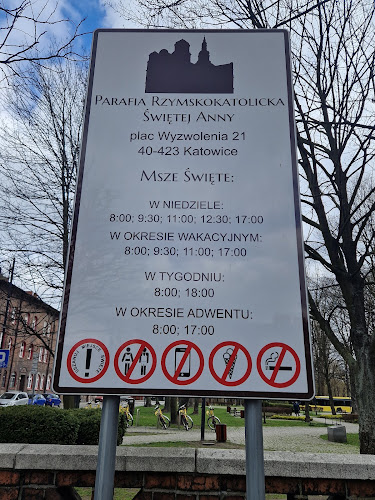 Parafia Rzymskokatolicka
Świętej Anny
plac Wyzwolenia 21
40-423 Katowice
Msze Święte:
W NIEDZIELE:
8:00; 9:30; 11:00; 12:30; 17:00
W OKRESIE WAKACYJNYM:
8:00; 9:30; 11:00; 17:00
W TYGODNIU:
8:00; 18:00
W OKRESIE ADWENTU:
8:00; 17:00